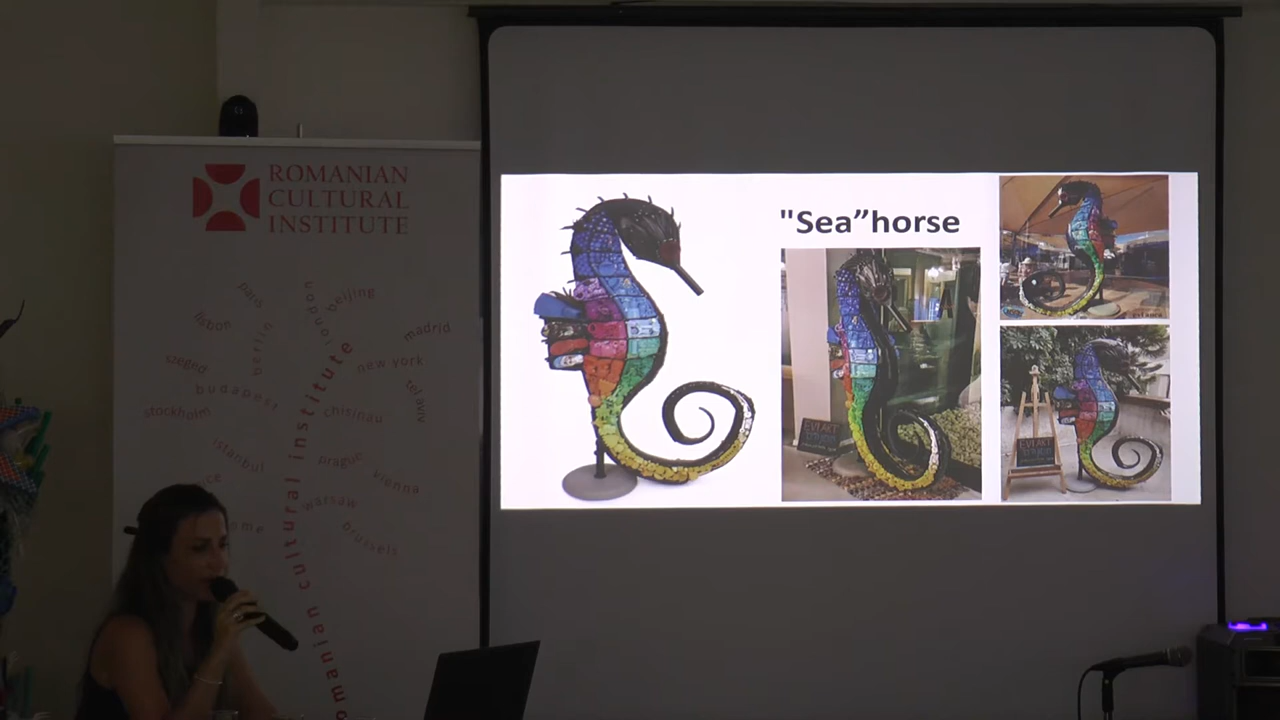 ROMANIAN
CULTURAL
INSTITUTE
paris
london
beijing
lisbon
berlin
madrid
szeged
new york
budapest
tel aviv
stockholm
chisinau
istanbul
prague
vienna
warsaw
brussels
romanian cultural institute
"Sea”horse